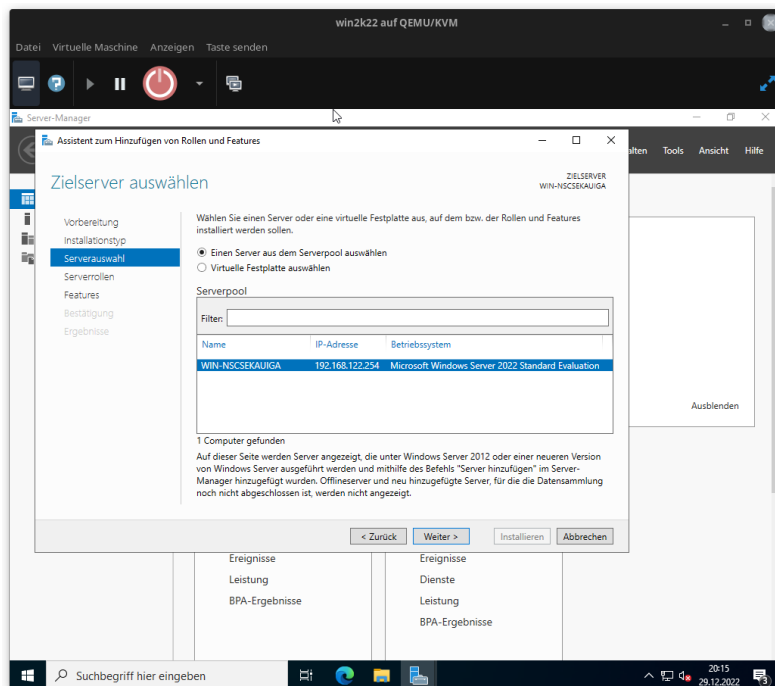 win2k22 auf QEMU/KVM
Datei Virtuelle Maschine Anzeigen Taste senden
Server-Manager
Assistent zum Hinzufügen von Rollen und Features
alten Tools Ansicht Hilfe
Zielserver auswählen
ZIELSERVER
WIN-NSCSEKAUIGA
Vorbereitung
Installationstyp
Serverauswahl
Serverrollen
Features
Bestätigung
Ergebnisse
Wählen Sie einen Server oder eine virtuelle Festplatte aus, auf dem bzw. der Rollen und Features
installiert werden sollen.
Einen Server aus dem Serverpool auswählen
Virtuelle Festplatte auswählen
Serverpool
Filter:
Name IP-Adresse Betriebssystem
WIN-NSCSEKAUIGA 192.168.122.254 Microsoft Windows Server 2022 Standard Evaluation
1 Computer gefunden
Auf dieser Seite werden Server angezeigt, die unter Windows Server 2012 oder einer neueren Version
von Windows Server ausgeführt werden und mithilfe des Befehls "Server hinzufügen" im Server-
Manager hinzugefügt wurden. Offlineserver und neu hinzugefügte Server, für die die Datensammlung
noch nicht abgeschlossen ist, werden nicht angezeigt.
Ausblenden
< Zurück Weiter > Installieren Abbrechen
Ereignisse Ereignisse
Leistung Dienste
BPA-Ergebnisse Leistung
BPA-Ergebnisse
Suchbegriff hier eingeben
20:15
29.12.2022
3